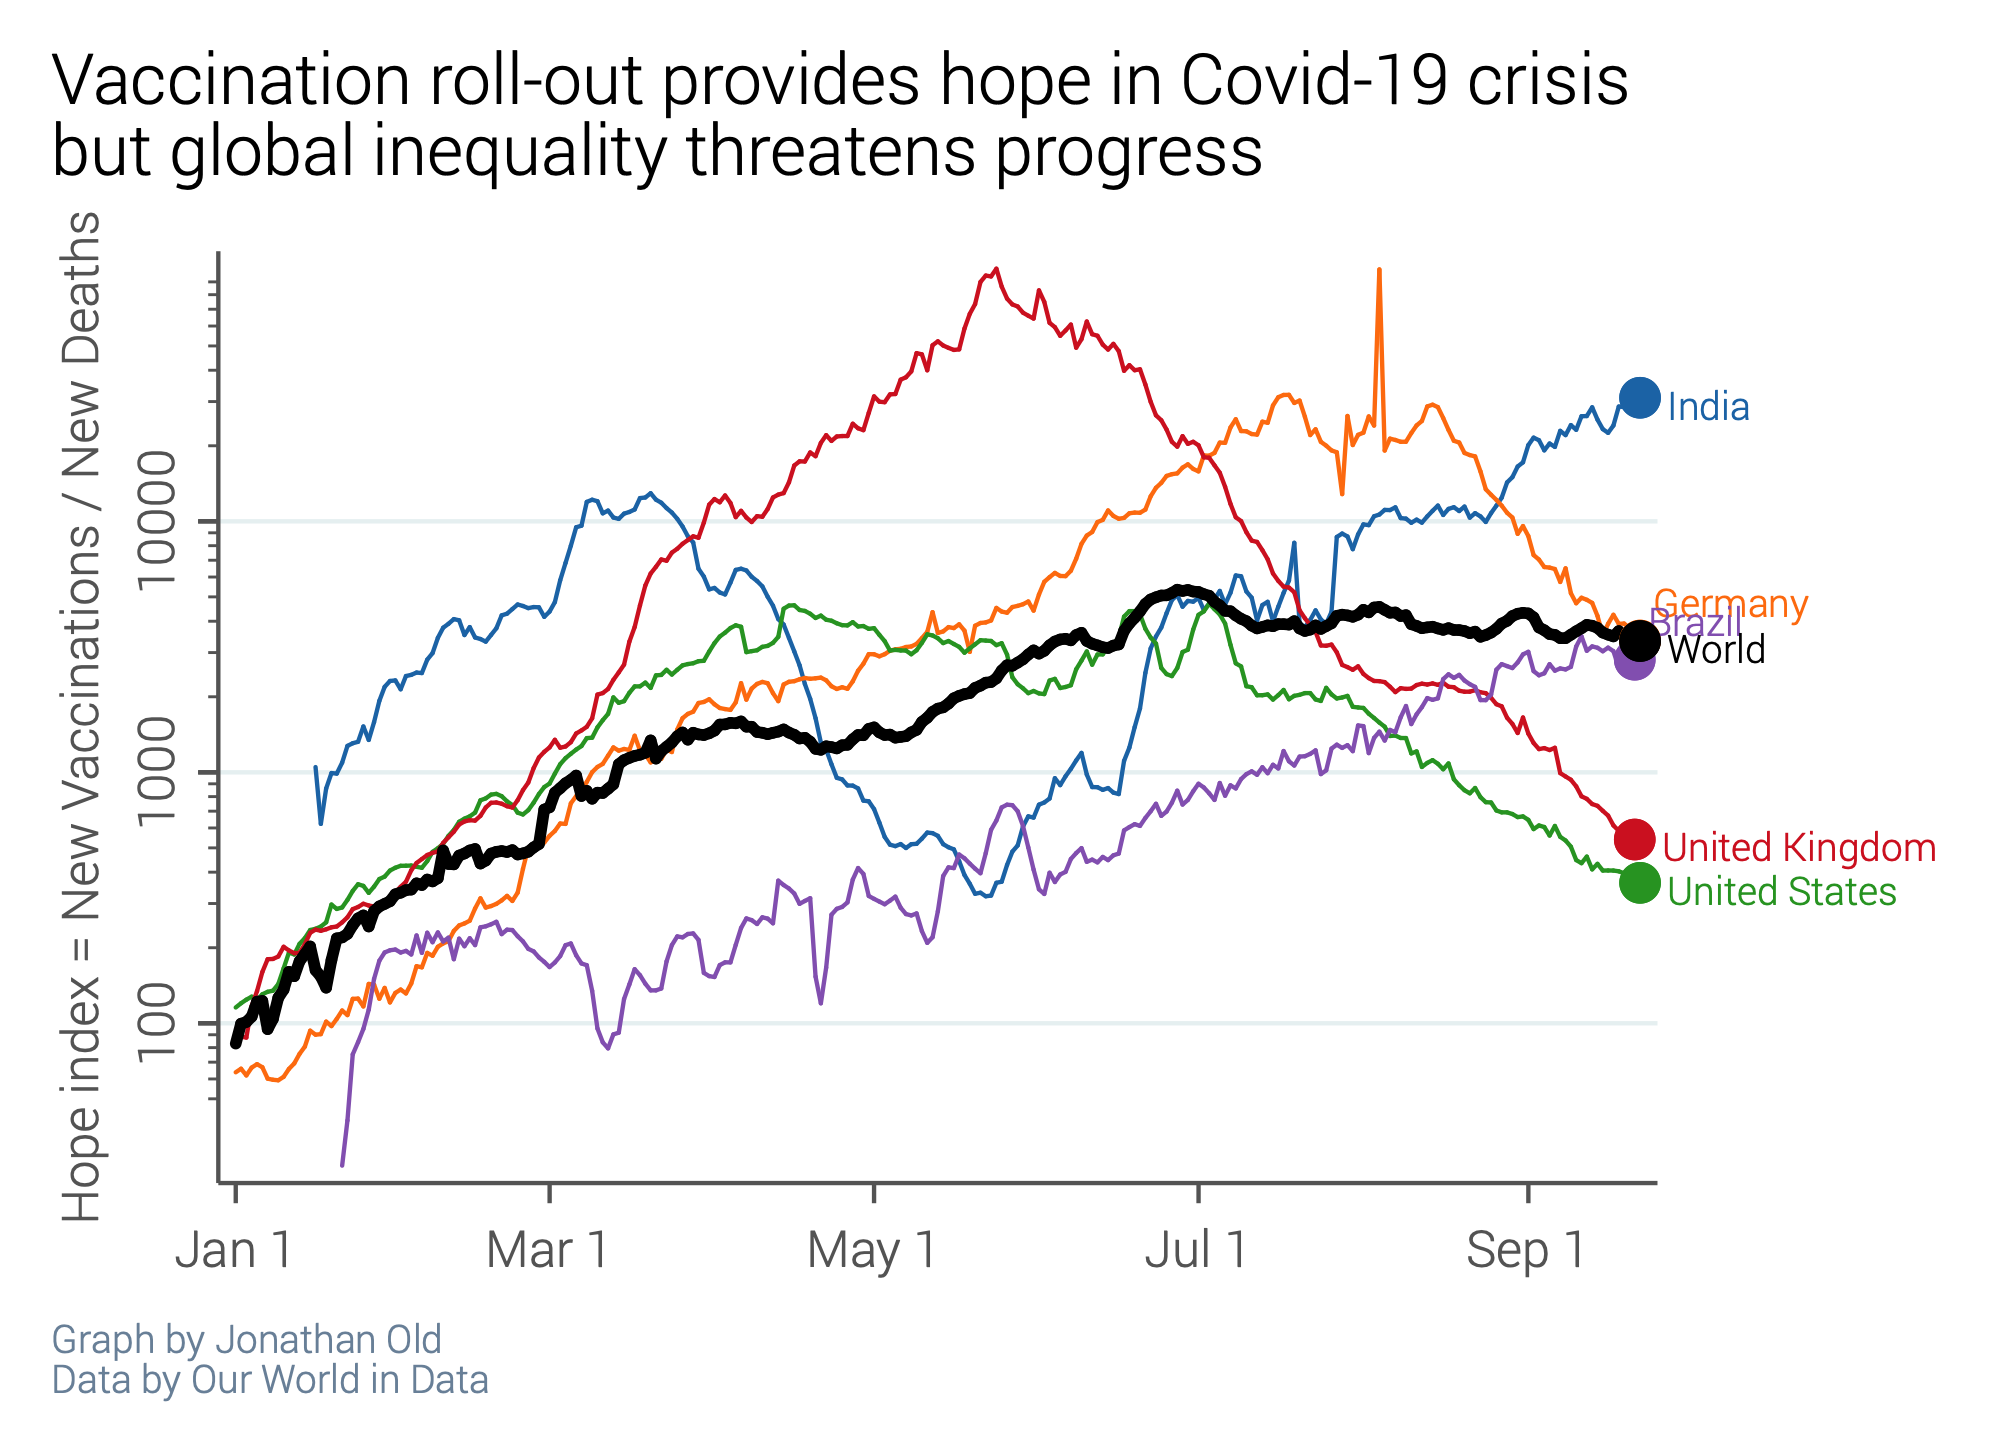 Vaccination roll-out provides hope in Covid-19 crisis
but global inequality threatens progress
Hope index = New Vaccinations / New Deaths
10000
1000
100
India
Germany
Brazil
World
United Kingdom
United States
Jan 1
Mar 1
May 1
Jul 1
Sep 1
Graph by Jonathan Old
Data by Our World in Data